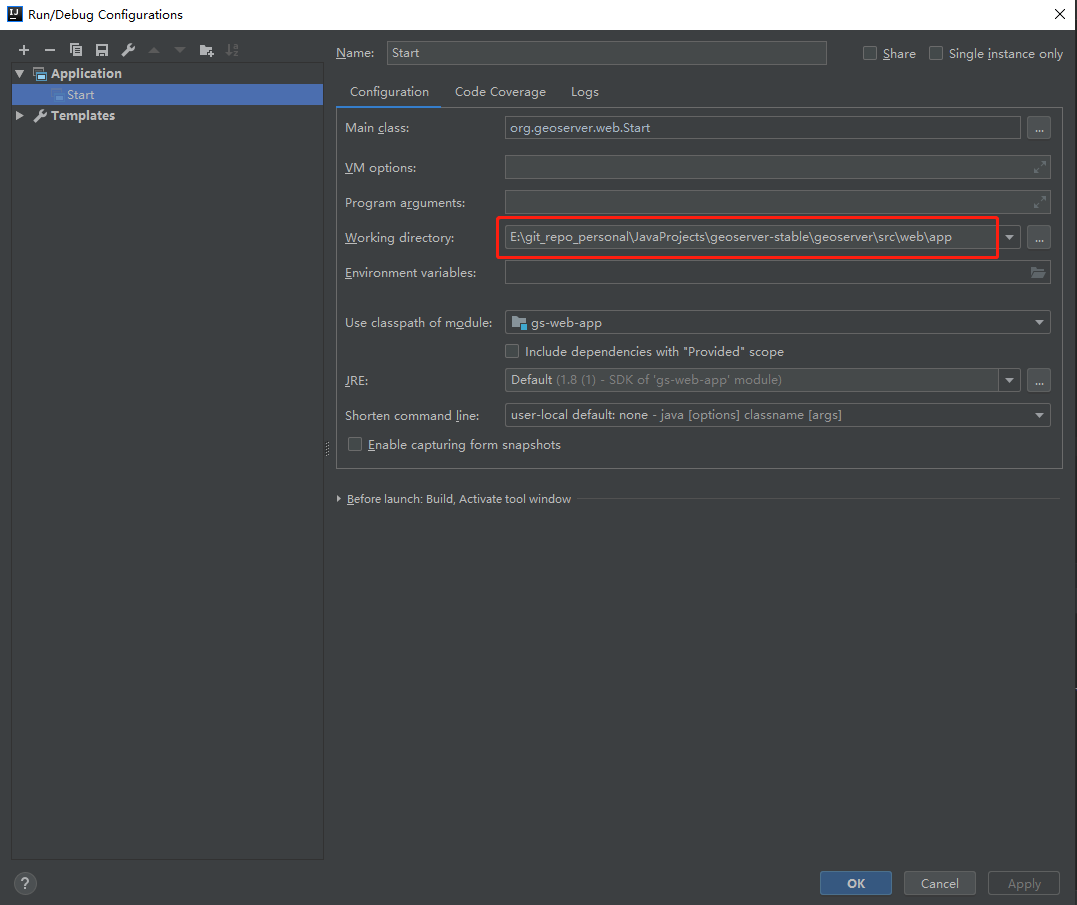 Run/Debug Configurations
Name: Start Share Single instance only
Application
Start
Templates
Configuration Code Coverage Logs
Main class: org.geoserver.web.Start ...
VM options:
Program arguments:
Working directory: E:\git_repo_personal\JavaProjects\geoserver-stable\geoserver\src\web\app ...
Environment variables:
Use classpath of module: gs-web-app
Include dependencies with "Provided" scope
JRE: Default (1.8 (1) - SDK of 'gs-web-app' module) ...
Shorten command line: user-local default: none - java [options] classname [args]
Enable capturing form snapshots
Before launch: Build, Activate tool window
? OK Cancel Apply